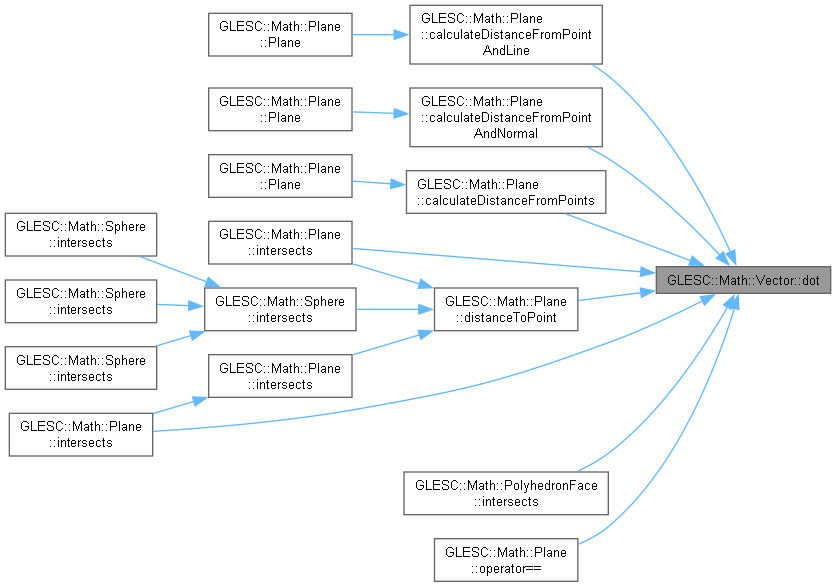 GLESC::Math::Plane
::Plane
GLESC::Math::Plane
::calculateDistanceFromPoint
AndLine
GLESC::Math::Plane
::Plane
GLESC::Math::Plane
::calculateDistanceFromPoint
AndNormal
GLESC::Math::Plane
::Plane
GLESC::Math::Plane
::calculateDistanceFromPoints
GLESC::Math::Sphere
::intersects
GLESC::Math::Plane
::intersects
GLESC::Math::Vector::dot
GLESC::Math::Sphere
::intersects
GLESC::Math::Sphere
::intersects
GLESC::Math::Plane
::distanceToPoint
GLESC::Math::Sphere
::intersects
GLESC::Math::Plane
::intersects
GLESC::Math::Plane
::intersects
GLESC::Math::PolyhedronFace
::intersects
GLESC::Math::Plane
::operator==